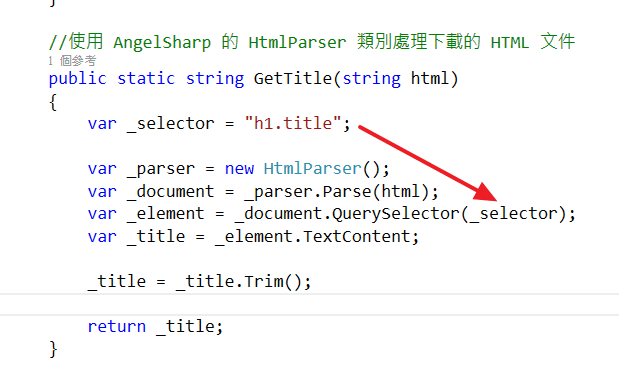 }
//使用 AngelSharp 的 HtmlParser 類別處理下載的 HTML 文件
1 個參考
public static string GetTitle(string html)
{
var _selector = "h1.title";
var _parser = new HtmlParser();
var _document = _parser.Parse(html);
var _element = _document.QuerySelector(_selector);
var _title = _element.TextContent;
_title = _title.Trim();
return _title;
}